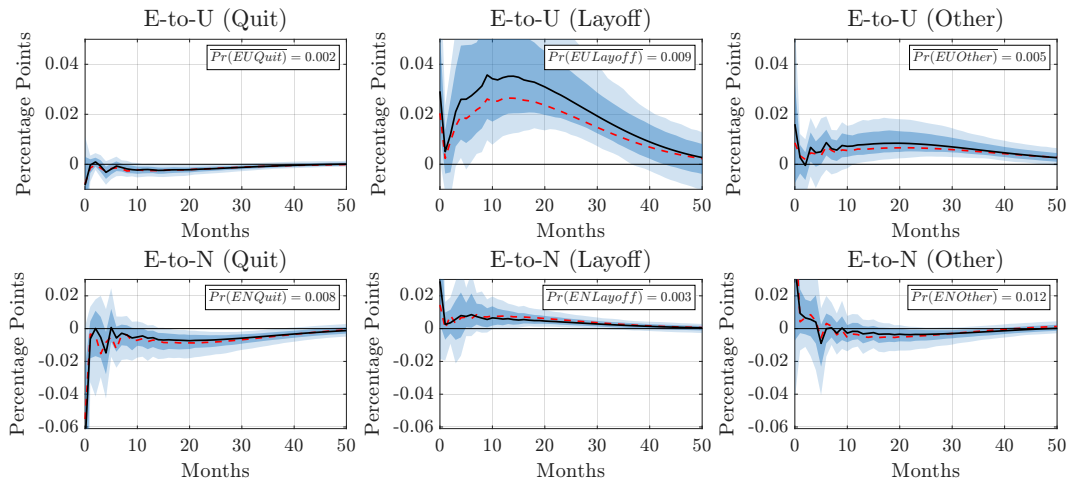 E-to-U (Quit)
E-to-U (Layoff)
E-to-U (Other)
Percentage Points
0.04
0.02
0
Pr(EUQuit) = 0.002
0 10 20 30 40 50
Months
Percentage Points
0.04
0.02
0
Pr(EULayoff) = 0.009
0 10 20 30 40 50
Months
Percentage Points
0.04
0.02
0
Pr(EUOther) = 0.005
0 10 20 30 40 50
Months
E-to-N (Quit)
E-to-N (Layoff)
E-to-N (Other)
Percentage Points
0.02
0
-0.02
-0.04
-0.06
Pr(ENQuit) = 0.008
0 10 20 30 40 50
Months
Percentage Points
0.02
0
-0.02
-0.04
-0.06
Pr(ENLayoff) = 0.003
0 10 20 30 40 50
Months
Percentage Points
0.02
0
-0.02
-0.04
-0.06
Pr(ENOther) = 0.012
0 10 20 30 40 50
Months